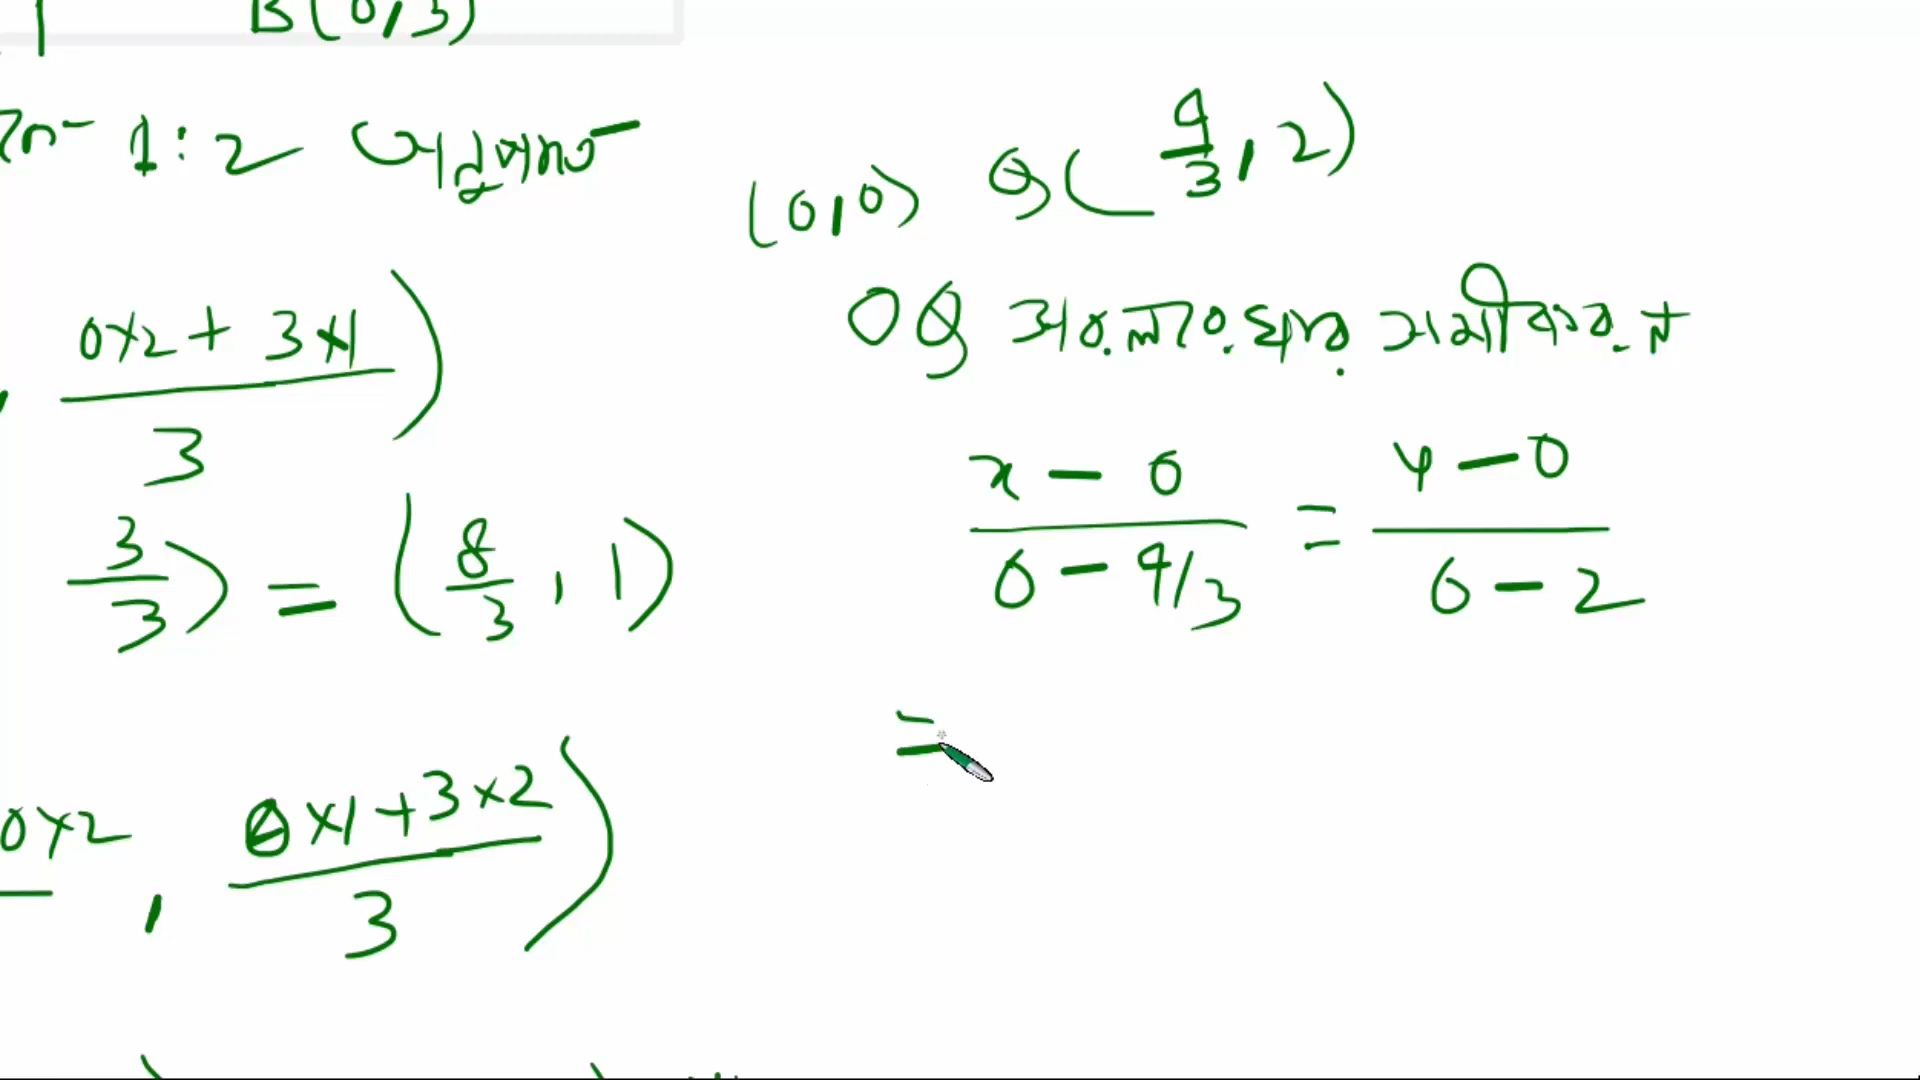 B(0,3)
1:2 অনুপাত
(0,0) Q(4/3, 2)
OQ সরলরেখার সমীকরণ
0×2 + 3×1 / 3 )
x - 0 / 0 - 4/3 = y - 0 / 0 - 2
3/3 ) = ( 8/3 , 1 )
=
0×2 , 0×1+3×2 / 3 )